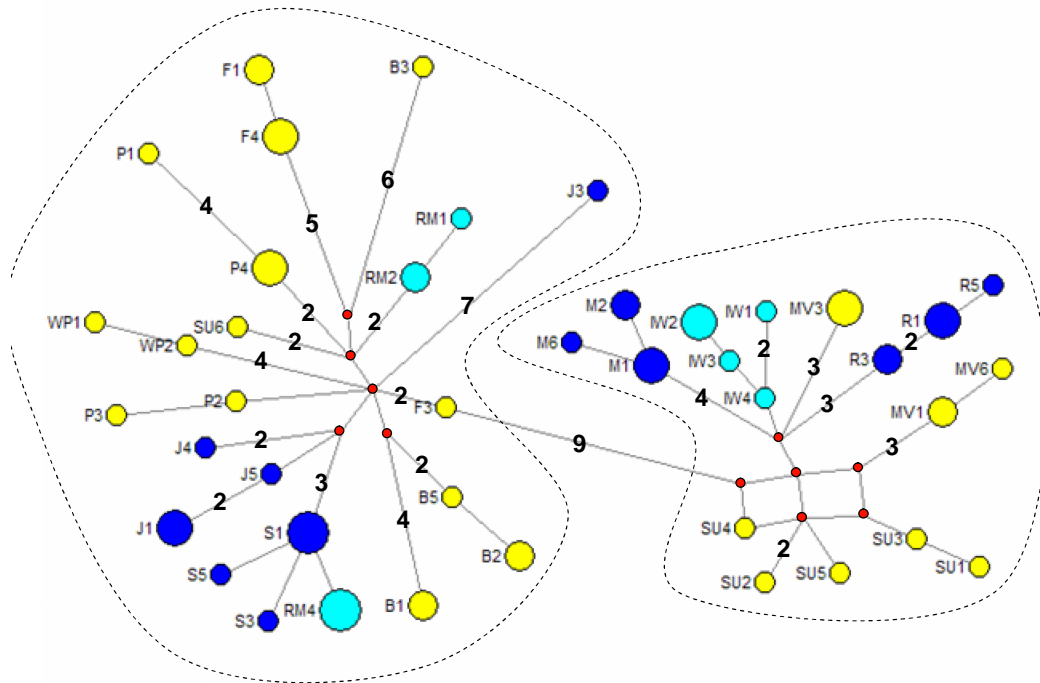 F1
B3
F4
P1
6
J3
4
RM1
5
P4
RM2
7
2
2
WP1
SU6
2
WP2
4
2
F3
P2
P3
J4
2
J5
2
3
2
B5
J1
S1
4
B2
S5
B1
RM4
S3
9
M2
IW2
IW1
MV3
R5
R1
M6
2
2
IW3
R3
M1
3
MV6
4
IW4
3
MV1
3
SU4
SU3
2
SU2
SU5
SU1